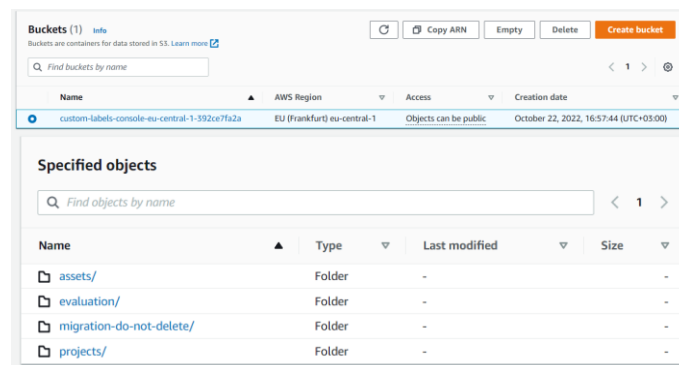 Buckets (1) Info
Copy ARN Empty Delete Create bucket
Buckets are containers for data stored in S3. Learn more
Find buckets by name
1
Name AWS Region Access Creation date
custom-labels-console-eu-central-1-392ce7fa2a EU (Frankfurt) eu-central-1 Objects can be public October 22, 2022, 16:57:44 (UTC+03:00)
Specified objects
Find objects by name
1
Name Type Last modified Size
assets/ Folder - -
evaluation/ Folder - -
migration-do-not-delete/ Folder - -
projects/ Folder - -